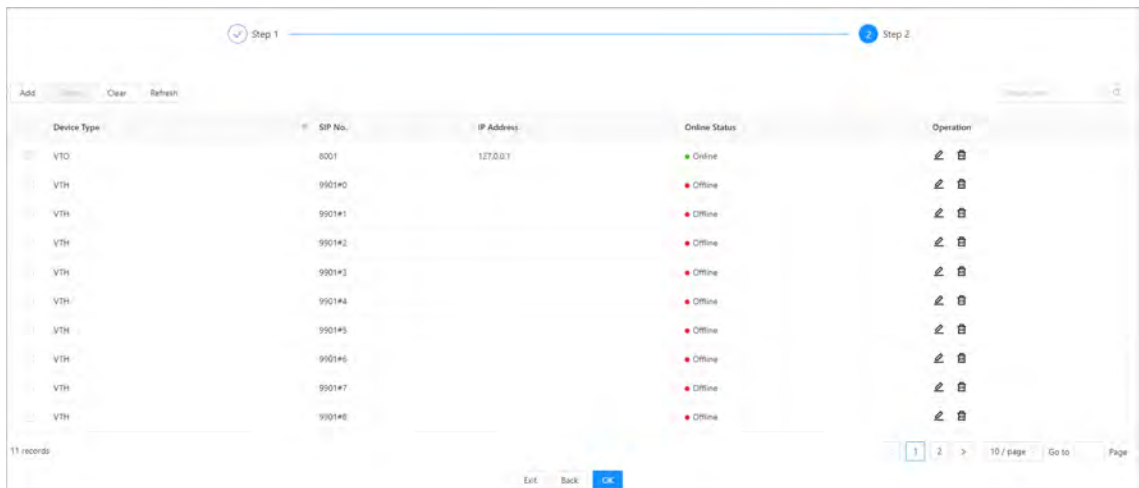 Step 1 2 Step 2
Add Clear Refresh
Device Type SIP No. IP Address Online Status Operation
VTO 8001 127.0.0.1 Online
VTH 9901#0 Offline
VTH 9901#1 Offline
VTH 9901#2 Offline
VTH 9901#3 Offline
VTH 9901#4 Offline
VTH 9901#5 Offline
VTH 9901#6 Offline
VTH 9901#7 Offline
VTH 9901#8 Offline
11 records 1 2 > 10 / page Go to Page
Exit Back OK